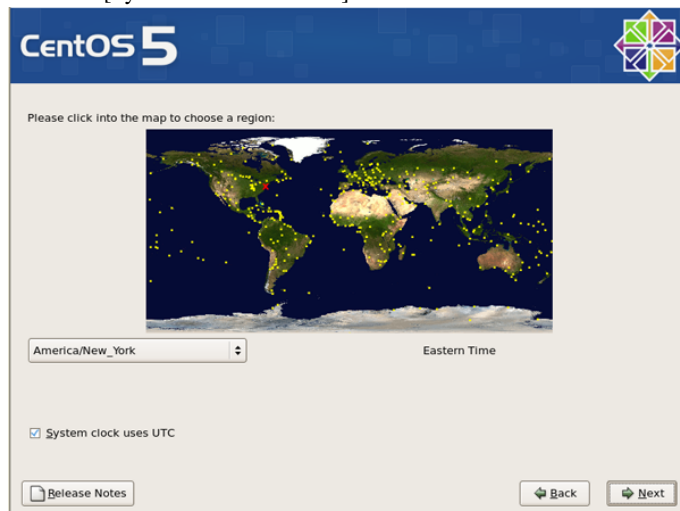 CentOS 5
Please click into the map to choose a region:
America/New_York
Eastern Time
System clock uses UTC
Release Notes
Back
Next